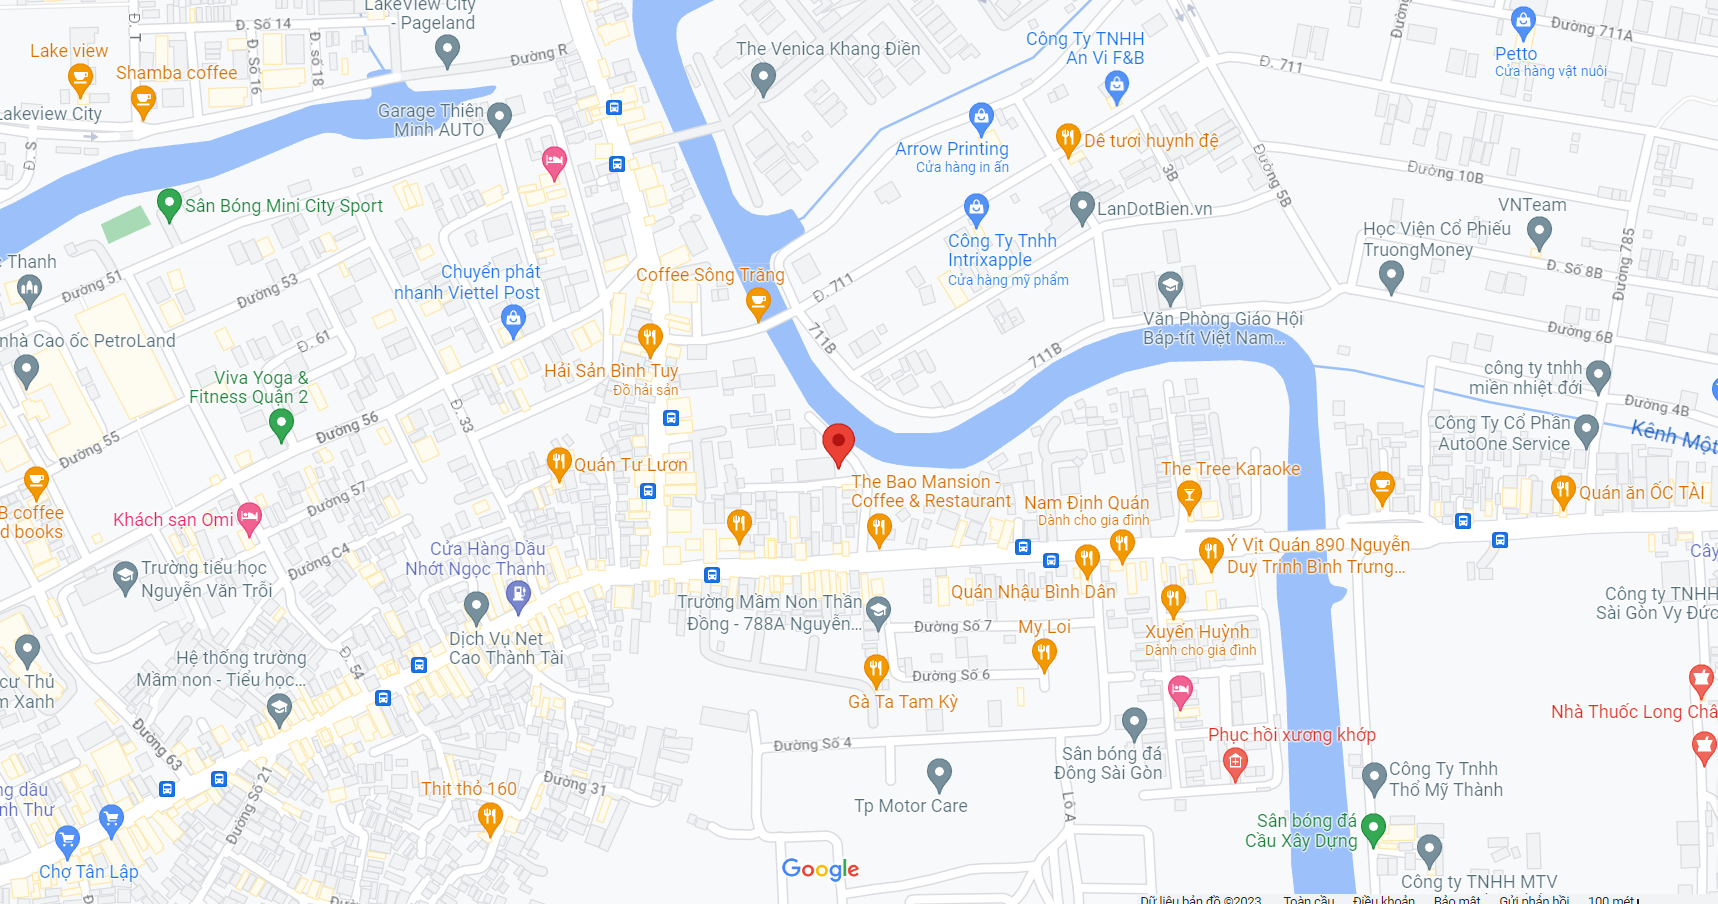 LakeView City
- Pageland
Đ. Số 14
Đ. T
Đường R
The Venica Khang Điền
Công Ty TNHH
An Vi F&B
Đường 711A
Petto
Cửa hàng vật nuôi
Đ. 711
Lake view
Shamba coffee
Đ. Số 16
Đ. số 18
Lakeview City
Garage Thiên
Minh AUTO
Đ. S
Arrow Printing
Cửa hàng in ấn
Dê tươi huynh đệ
3B
Đường 5B
Đường 10B
Sân Bóng Mini City Sport
LanDotBien.vn
VNTeam
Học Viện Cổ Phiếu
TruongMoney
Công Ty Tnhh
Intrixapple
Cửa hàng mỹ phẩm
Đường 785
Đ. Số 8B
Thanh
Đường 51
Đường 53
Chuyển phát
nhanh Viettel Post
Coffee Sông Trăng
Đ. 711
711B
711B
Văn Phòng Giáo Hội
Báp-tít Việt Nam...
Đường 6B
nhà Cao ốc PetroLand
Đ. 61
Hải Sản Bình Tuy
Đồ hải sản
Viva Yoga &
Fitness Quận 2
công ty tnhh
miền nhiệt đới
Đường 4B
Đ. 33
Đường 56
Đường 55
Công Ty Cổ Phần
AutoOne Service
Kênh Một
Quán Tư Lươn
The Bao Mansion -
Coffee & Restaurant
The Tree Karaoke
Nam Định Quán
Dành cho gia đình
Quán ăn ỐC TÀI
Đường 57
B coffee
d books
Khách sạn Omi
Đường C4
Cửa Hàng Dầu
Nhớt Ngọc Thanh
Ý Vịt Quán 890 Nguyễn
Duy Trinh Bình Trưng...
Cây
Trường tiểu học
Nguyễn Văn Trỗi
Quán Nhậu Bình Dân
Trường Mầm Non Thần
Đồng - 788A Nguyễn...
Công ty TNHH
Sài Gòn Vy Đức
Đường Số 7
My Loi
Xuyến Huỳnh
Dành cho gia đình
Dịch Vụ Net
Cao Thành Tài
Hệ thống trường
Mầm non - Tiểu học...
Đ. 54
Đường Số 6
cư Thủ
m Xanh
Gà Ta Tam Kỳ
Nhà Thuốc Long Châ
Đường 63
Đường Số 4
Phục hồi xương khớp
Sân bóng đá
Đông Sài Gòn
Công Ty Tnhh
Thổ Mỹ Thành
Đường Số 21
Thịt thỏ 160
Đường 31
Tp Motor Care
Lô A
ng dầu
nh Thư
Sân bóng đá
Cầu Xây Dựng
Chợ Tân Lập
Google
Công ty TNHH MTV
Dữ liệu bản đồ ©2023 Toàn cầu Điều khoản Bảo mật Gửi phản hồi 100 mét